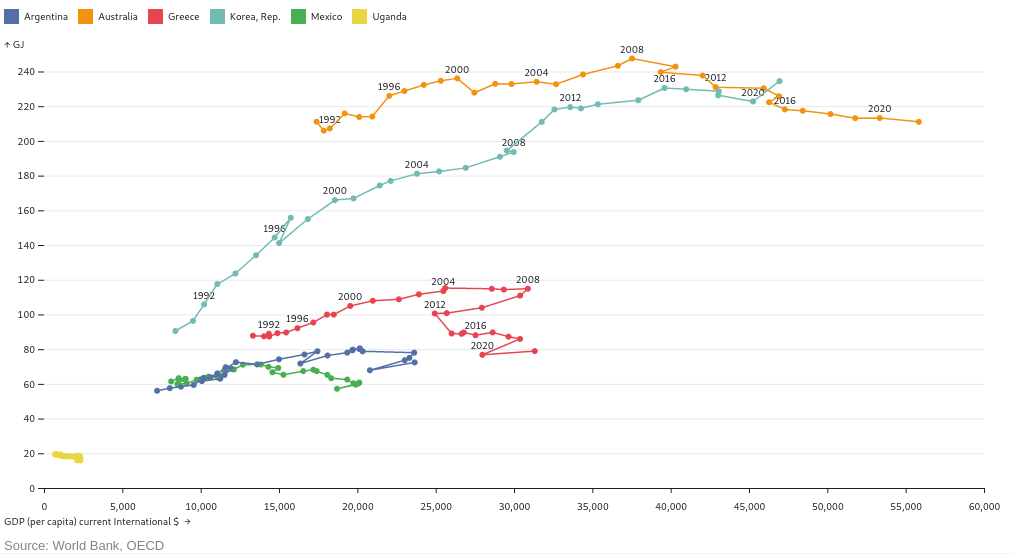 Argentina Australia Greece Korea, Rep. Mexico Uganda
↑ GJ
2008
240 2000 2004 2016 2012
1996 2012 2020 2016
220 2020
1992
200 2008
180 2004
2000
160
1996
140
120 2004 2008
1992 2000
2012
100 1992 1996 2016
80 2020
60
40
20
0
0 5,000 10,000 15,000 20,000 25,000 30,000 35,000 40,000 45,000 50,000 55,000 60,000
GDP (per capita) current International $ →
Source: World Bank, OECD